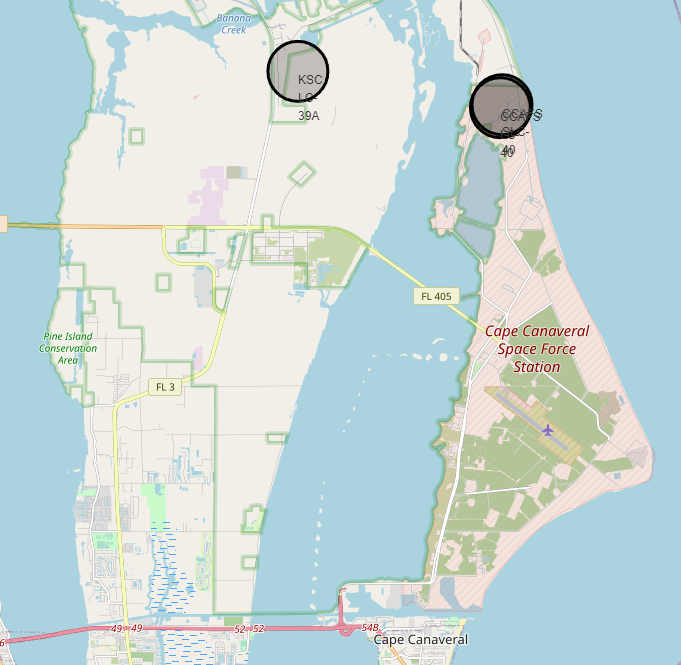 Banana
Creek
KSC
LC-
39A
CCAFS
SLC-
40
FL 405
Cape Canaveral
Space Force
Station
Pine Island
Conservation
Area
FL 3
49 49
52 52
54B
6
Cape Canaveral